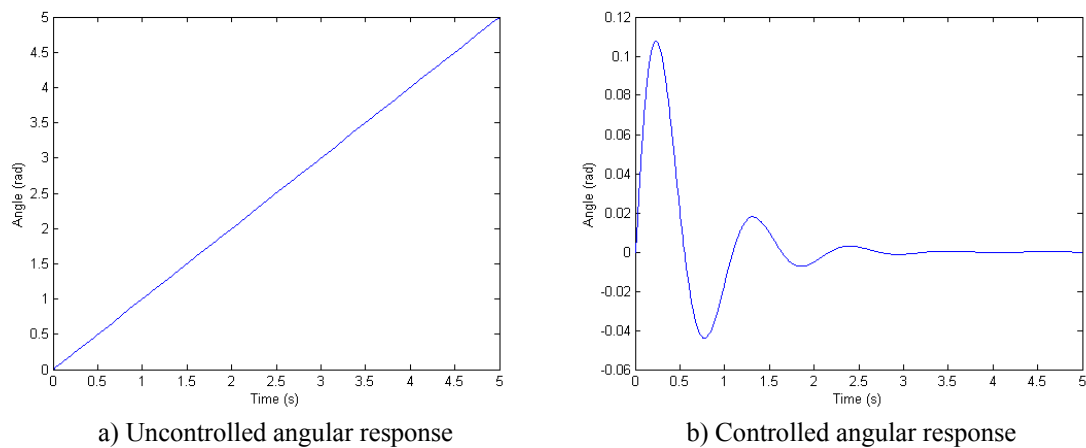 5
4.5
4
3.5
3
2.5
2
1.5
1
0.5
0
Angle (rad)
0 0.5 1 1.5 2 2.5 3 3.5 4 4.5 5
Time (s)
a) Uncontrolled angular response
0.12
0.1
0.08
0.06
0.04
0.02
0
-0.02
-0.04
-0.06
Angle (rad)
0 0.5 1 1.5 2 2.5 3 3.5 4 4.5 5
Time (s)
b) Controlled angular response